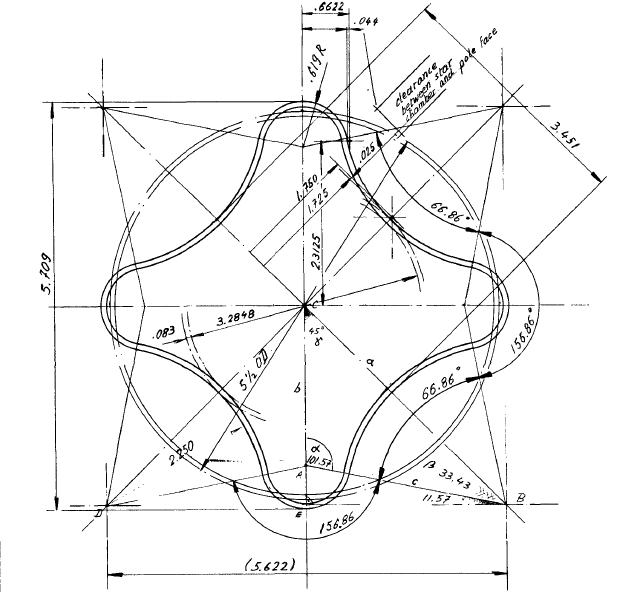 .6622
.044
.619 R
clearance
between star
chamber and pole face
3.451
.025
1.750
1.725
66.86°
2.3125
5.709
C
3.2848
.083
45°
γ
156.86°
a
5 1/2 O.D
b
66.86°
2.250
α
101.57
A
β 33.43
c
11.57
B
D
E
156.86
(5.622)